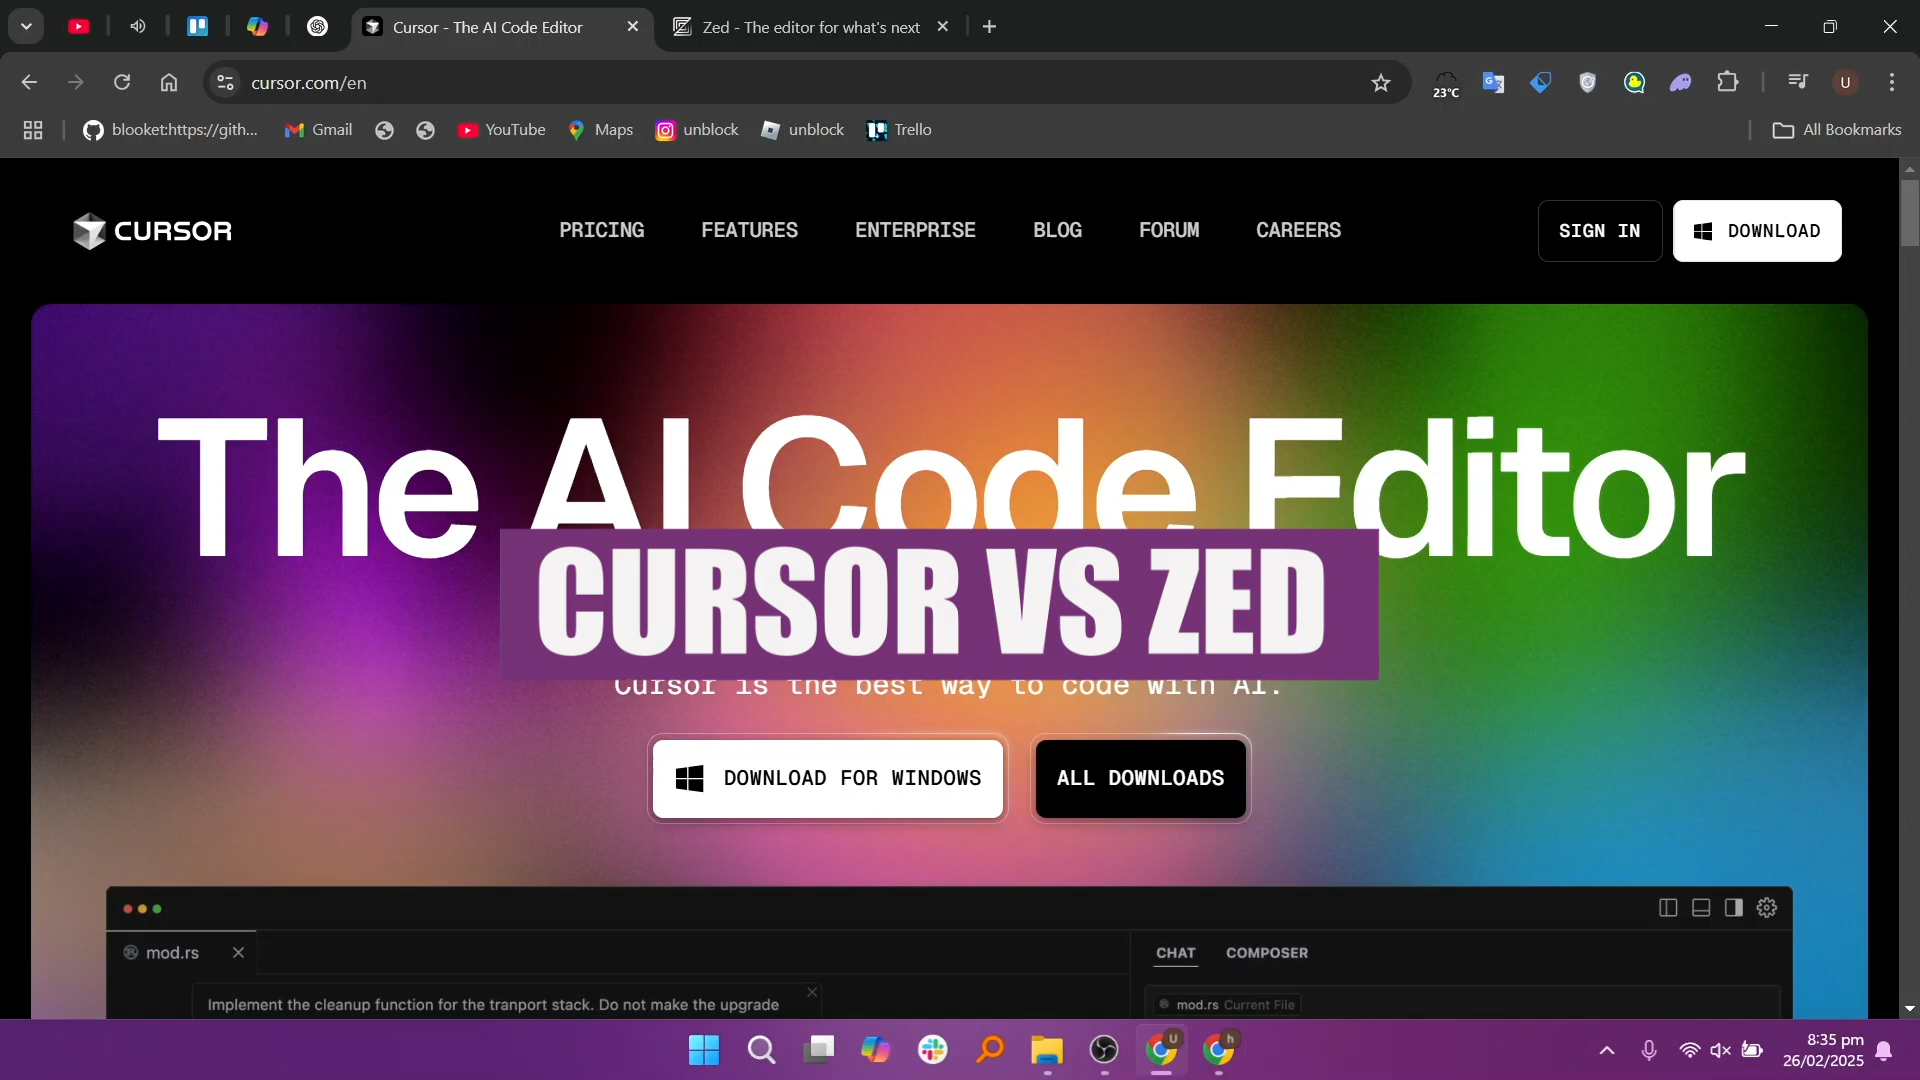 Cursor - The AI Code Editor
Zed - The editor for what's next
cursor.com/en
23°C
U
blooket:https://gith...
Gmail
YouTube
Maps
unblock
unblock
Trello
All Bookmarks
CURSOR
PRICING
FEATURES
ENTERPRISE
BLOG
FORUM
CAREERS
SIGN IN
DOWNLOAD
The AI Code Editor
CURSOR VS ZED
Cursor is the best way to code with AI.
DOWNLOAD FOR WINDOWS
ALL DOWNLOADS
mod.rs
CHAT
COMPOSER
Implement the cleanup function for the tranport stack. Do not make the upgrade
mod.rs Current File
U
h
8:35 pm
26/02/2025